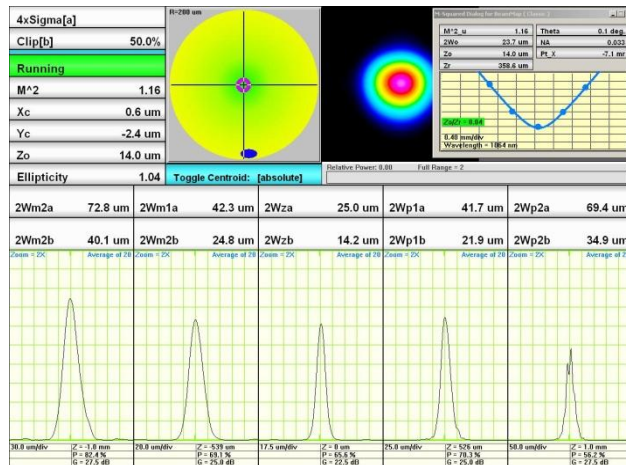 4xSigma[a]
Clip[b] 50.0%
Running
M^2 1.16
Xc 0.6 um
Yc -2.4 um
Zo 14.0 um
Ellipticity 1.04
R=200 um
Toggle Centroid: [absolute]
M^2_u 1.16
2Wo 23.7 um
Zo 14.0 um
Zr 358.6 um
Theta 0.1 deg.
NA 0.033
Pt_X -7.1 mr
0.40 mm/div
Wavelength = 1064 nm
Relative Power: 0.00 Full Range = 2
2Wm2a 72.8 um 2Wm1a 42.3 um 2Wza 25.0 um 2Wp1a 41.7 um 2Wp2a 69.4 um
2Wm2b 40.1 um 2Wm2b 24.8 um 2Wzb 14.2 um 2Wp1b 21.9 um 2Wp2b 34.9 um
Zoom = 2X Average of 20 Zoom = 2X Average of 20 Zoom = 2X Average of 20 Zoom = 2X Average of 20 Zoom = 2X Average of 20
30.0 um/div Z = -1.0 mm 20.0 um/div Z = -539 um 17.5 um/div Z = 0 um 25.0 um/div Z = 526 um 50.0 um/div Z = 1.0 mm
P = 82.4 % P = 69.1 % P = 65.6 % P = 70.3 % P = 56.2 %
G = 27.5 dB G = 25.0 dB G = 22.5 dB G = 25.0 dB G = 27.5 dB